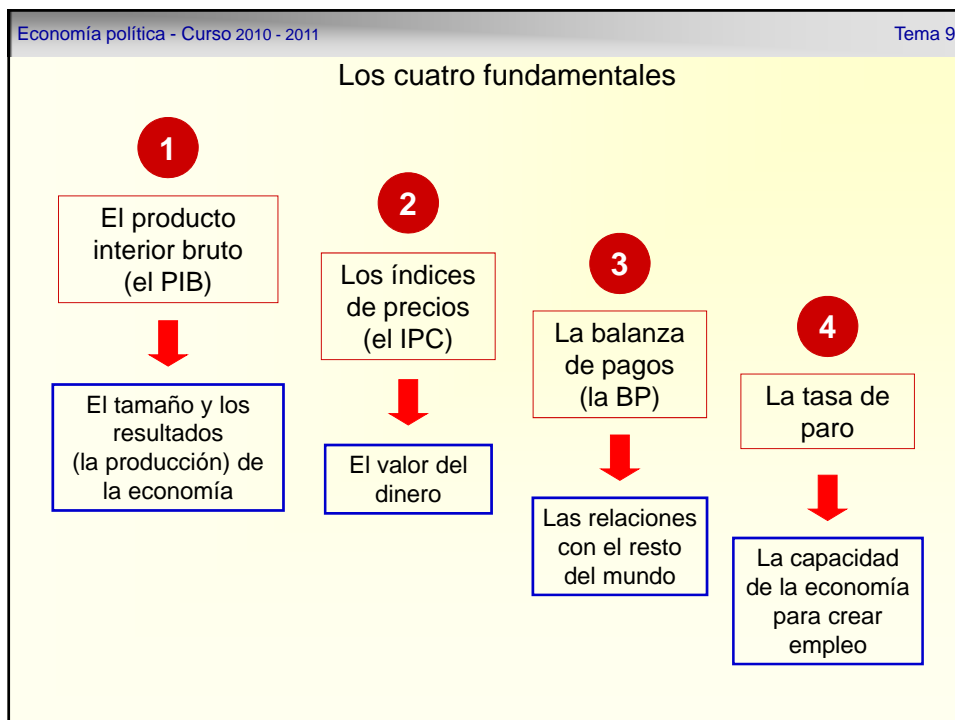 Economía política - Curso 2010 - 2011
Tema 9
Los cuatro fundamentales
1
El producto
interior bruto
(el PIB)
El tamaño y los
resultados
(la producción) de
la economía
2
Los índices
de precios
(el IPC)
El valor del
dinero
3
La balanza
de pagos
(la BP)
Las relaciones
con el resto
del mundo
4
La tasa de
paro
La capacidad
de la economía
para crear
empleo